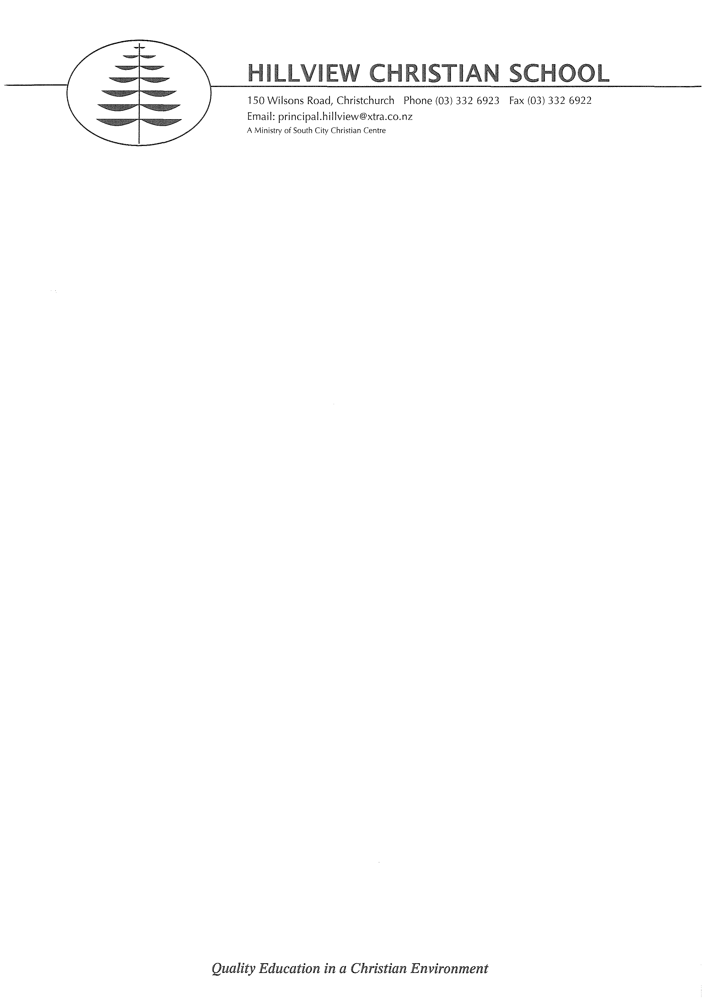 HILLVIEW CHRISTIAN SCHOOL
150 Wilsons Road, Christchurch Phone (03) 332 6923 Fax (03) 332 6922
Email: principal.hillview@xtra.co.nz
A Ministry of South City Christian Centre
Quality Education in a Christian Environment